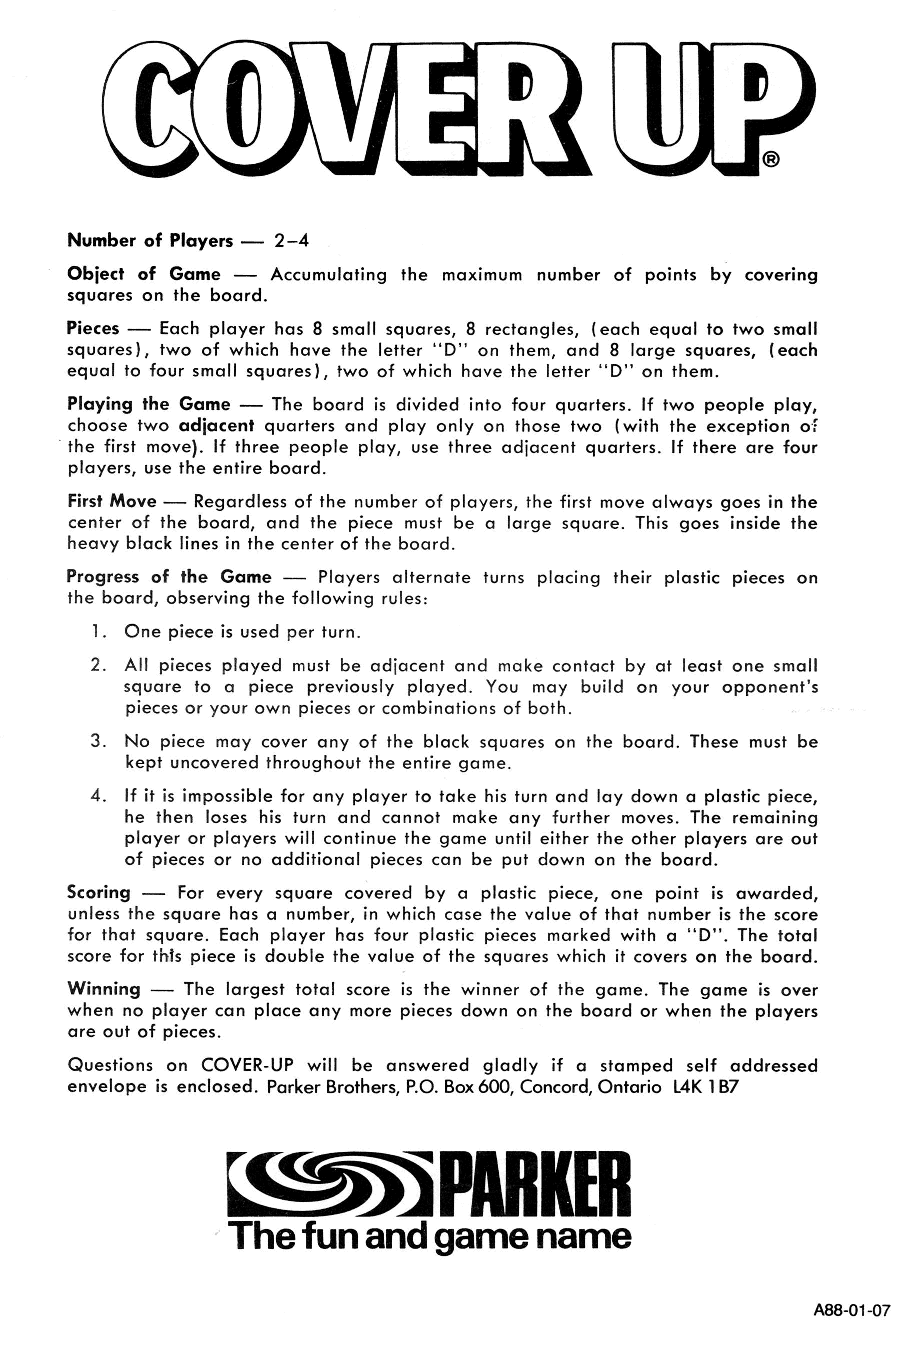 COVER UP®
Number of Players — 2–4
Object of Game — Accumulating the maximum number of points by covering
squares on the board.
Pieces — Each player has 8 small squares, 8 rectangles, (each equal to two small
squares), two of which have the letter "D" on them, and 8 large squares, (each
equal to four small squares), two of which have the letter "D" on them.
Playing the Game — The board is divided into four quarters. If two people play,
choose two adjacent quarters and play only on those two (with the exception of
the first move). If three people play, use three adjacent quarters. If there are four
players, use the entire board.
First Move — Regardless of the number of players, the first move always goes in the
center of the board, and the piece must be a large square. This goes inside the
heavy black lines in the center of the board.
Progress of the Game — Players alternate turns placing their plastic pieces on
the board, observing the following rules:
1. One piece is used per turn.
2. All pieces played must be adjacent and make contact by at least one small
square to a piece previously played. You may build on your opponent's
pieces or your own pieces or combinations of both.
3. No piece may cover any of the black squares on the board. These must be
kept uncovered throughout the entire game.
4. If it is impossible for any player to take his turn and lay down a plastic piece,
he then loses his turn and cannot make any further moves. The remaining
player or players will continue the game until either the other players are out
of pieces or no additional pieces can be put down on the board.
Scoring — For every square covered by a plastic piece, one point is awarded,
unless the square has a number, in which case the value of that number is the score
for that square. Each player has four plastic pieces marked with a "D". The total
score for this piece is double the value of the squares which it covers on the board.
Winning — The largest total score is the winner of the game. The game is over
when no player can place any more pieces down on the board or when the players
are out of pieces.
Questions on COVER-UP will be answered gladly if a stamped self addressed
envelope is enclosed. Parker Brothers, P.O. Box 600, Concord, Ontario L4K 1B7
PARKER
The fun and game name
A88-01-07